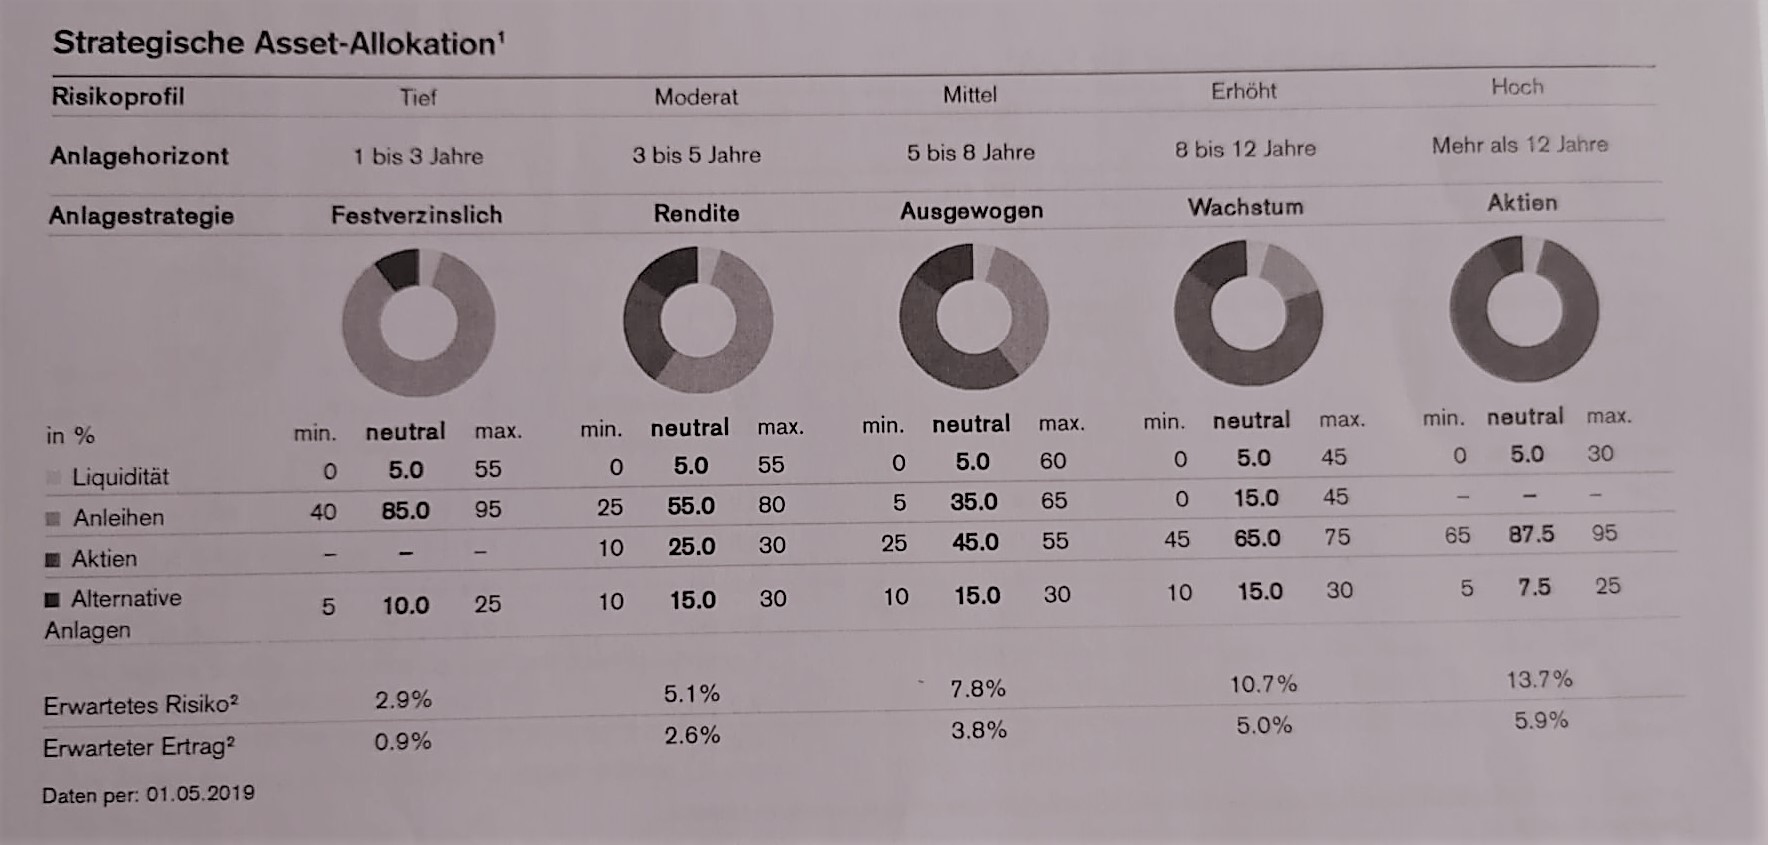 Strategische Asset-Allokation¹
Risikoprofil Tief Moderat Mittel Erhöht Hoch
Anlagehorizont 1 bis 3 Jahre 3 bis 5 Jahre 5 bis 8 Jahre 8 bis 12 Jahre Mehr als 12 Jahre
Anlagestrategie Festverzinslich Rendite Ausgewogen Wachstum Aktien
in % min. neutral max. min. neutral max. min. neutral max. min. neutral max. min. neutral max.
Liquidität 0 5.0 55 0 5.0 55 0 5.0 60 0 5.0 45 0 5.0 30
Anleihen 40 85.0 95 25 55.0 80 5 35.0 65 0 15.0 45 – – –
Aktien – – – 10 25.0 30 25 45.0 55 45 65.0 75 65 87.5 95
Alternative
Anlagen 5 10.0 25 10 15.0 30 10 15.0 30 10 15.0 30 5 7.5 25
Erwartetes Risiko² 2.9% 5.1% 7.8% 10.7% 13.7%
Erwarteter Ertrag² 0.9% 2.6% 3.8% 5.0% 5.9%
Daten per: 01.05.2019